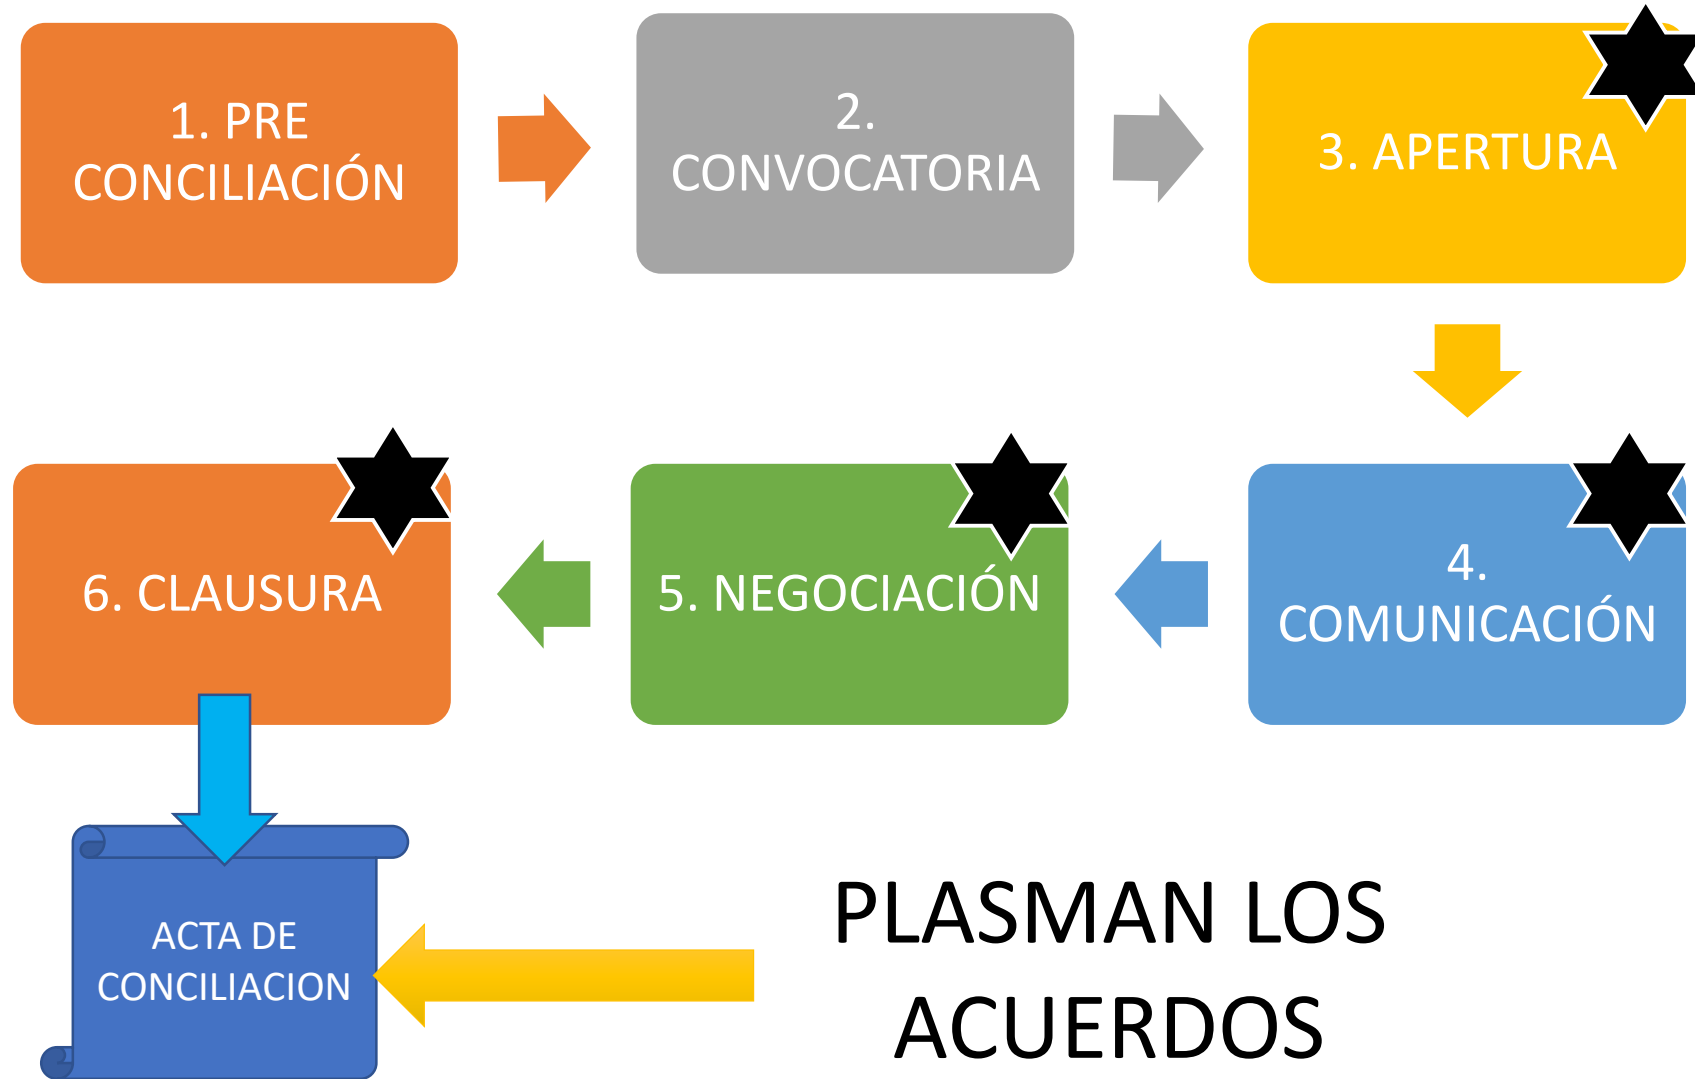 1. PRE
CONCILIACIÓN
2.
CONVOCATORIA
3. APERTURA
4.
COMUNICACIÓN
5. NEGOCIACIÓN
6. CLAUSURA
ACTA DE
CONCILIACION
PLASMAN LOS
ACUERDOS